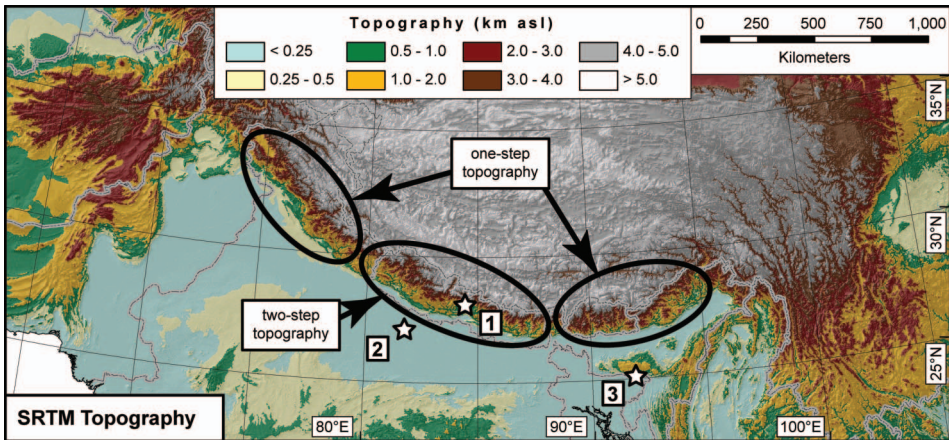 Topography (km asl)
< 0.25
0.5 - 1.0
2.0 - 3.0
4.0 - 5.0
0.25 - 0.5
1.0 - 2.0
3.0 - 4.0
> 5.0
0 250 500 750 1,000
Kilometers
35°N
one-step
topography
30°N
two-step
topography
1
2
25°N
3
SRTM Topography
80°E
90°E
100°E